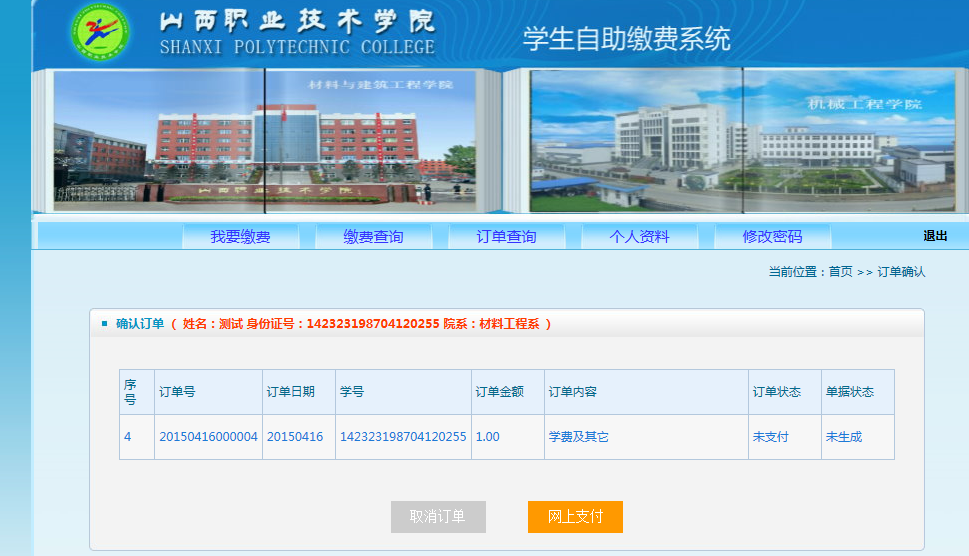 山西职业技术学院
SHANXI POLYTECHNIC COLLEGE
学生自助缴费系统
材料与建筑工程学院
机械工程学院
山西职业技术学院
我要缴费 缴费查询 订单查询 个人资料 修改密码 退出
当前位置：首页 >> 订单确认
确认订单（ 姓名：测试 身份证号：142323198704120255 院系：材料工程系 ）
序号 订单号 订单日期 学号 订单金额 订单内容 订单状态 单据状态
4 20150416000004 20150416 142323198704120255 1.00 学费及其它 未支付 未生成
取消订单 网上支付